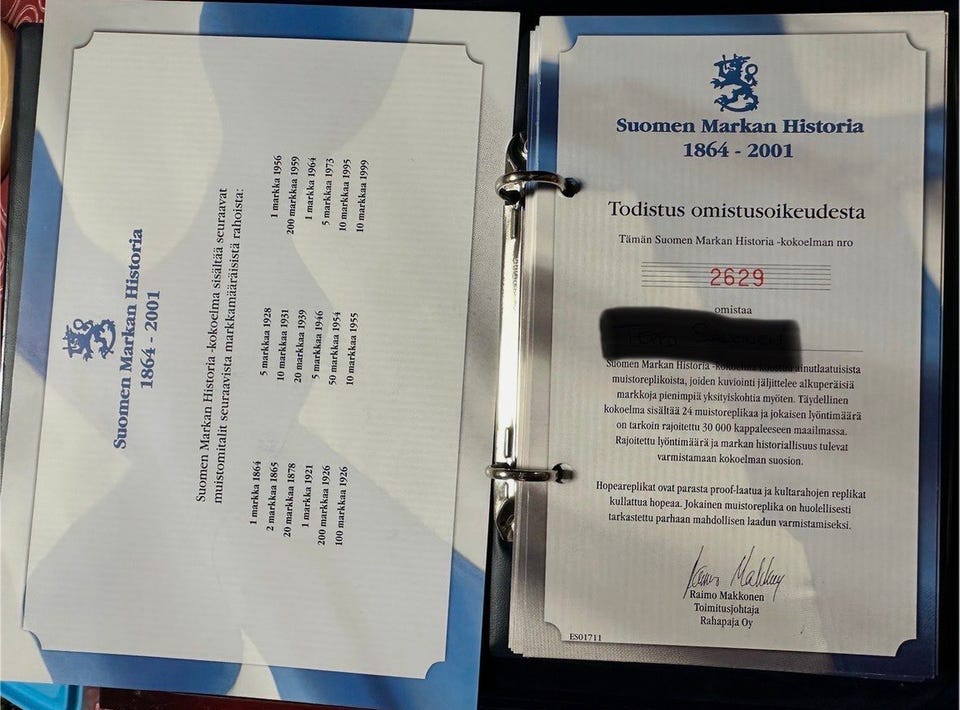 Suomen Markan Historia
1864 - 2001
Suomen Markan Historia -kokoelma sisältää seuraavat
muistomitalit seuraavista markkamääräisistä rahoista:
1 markka 1864
2 markkaa 1865
20 markkaa 1878
1 markka 1921
200 markkaa 1926
100 markkaa 1926
5 markkaa 1928
10 markkaa 1931
20 markkaa 1939
5 markkaa 1946
50 markkaa 1954
10 markkaa 1955
1 markka 1956
200 markkaa 1959
1 markka 1964
5 markkaa 1973
10 markkaa 1995
10 markkaa 1999
Suomen Markan Historia
1864 - 2001
Todistus omistusoikeudesta
Tämän Suomen Markan Historia -kokoelman nro
2629
omistaa
Suomen Markan Historia -kokoelma ainutlaatuisista
muistoreplikoista, joiden kuviointi jäljittelee alkuperäisiä
markkoja pienimpiä yksityiskohtia myöten. Täydellinen
kokoelma sisältää 24 muistoreplikaa ja jokaisen lyöntimäärä
on tarkoin rajoitettu 30 000 kappaleeseen maailmassa.
Rajoitettu lyöntimäärä ja markan historiallisuus tulevat
varmistamaan kokoelman suosion.
Hopeareplikat ovat parasta proof-laatua ja kultarahojen replikat
kullattua hopeaa. Jokainen muistoreplika on huolellisesti
tarkastettu parhaan mahdollisen laadun varmistamiseksi.
Raimo Makkonen
Raimo Makkonen
Toimitusjohtaja
Rahapaja Oy
ES01711